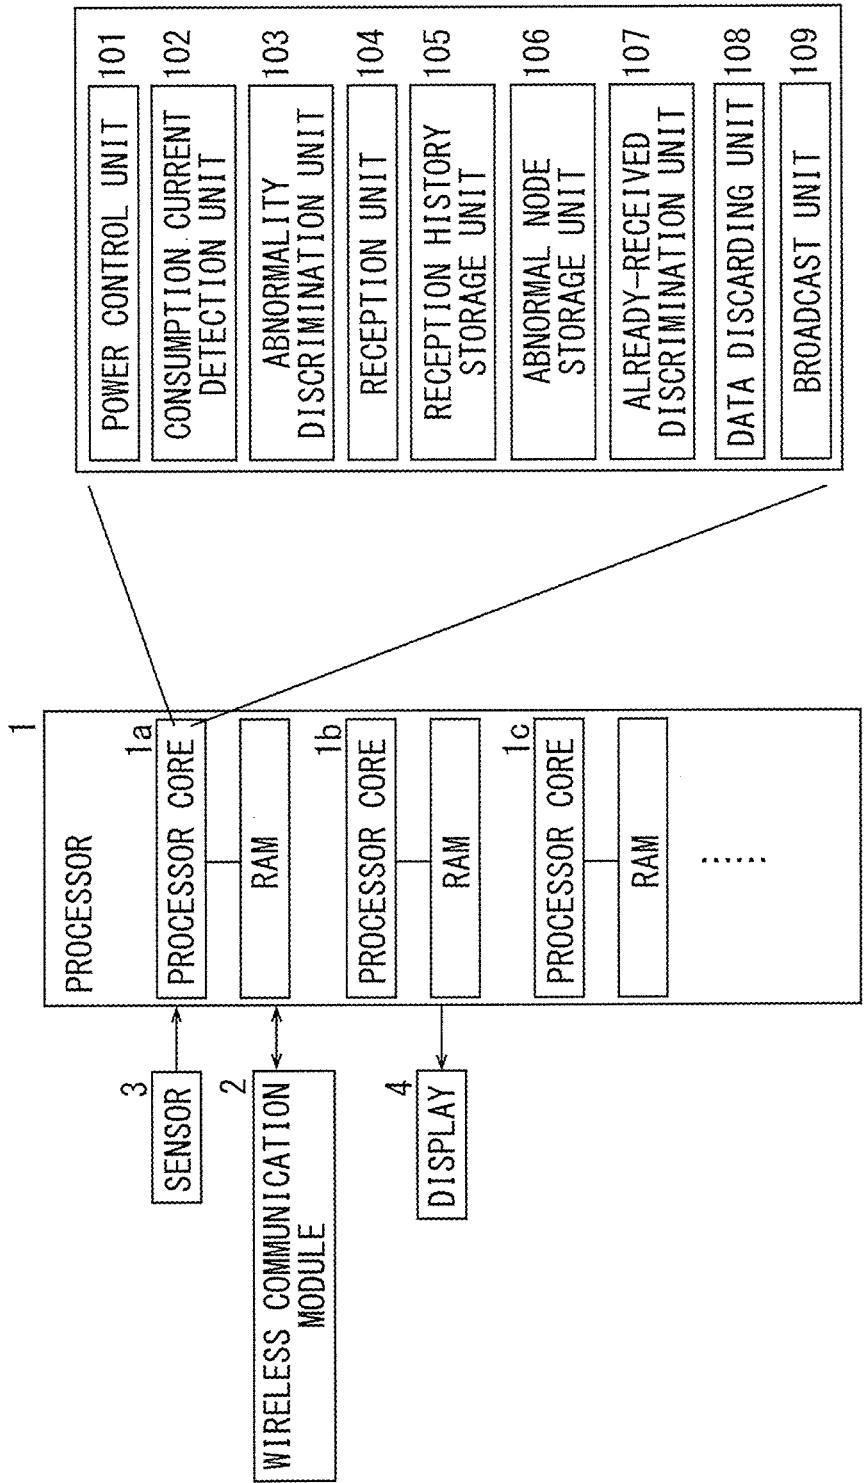 1
PROCESSOR
3
SENSOR
1a
PROCESSOR CORE
RAM
2
WIRELESS COMMUNICATION
MODULE
1b
PROCESSOR CORE
RAM
4
DISPLAY
1c
PROCESSOR CORE
RAM
......
POWER CONTROL UNIT 101
CONSUMPTION CURRENT
DETECTION UNIT
102
ABNORMALITY
DISCRIMINATION UNIT
103
RECEPTION UNIT 104
RECEPTION HISTORY
STORAGE UNIT
105
ABNORMAL NODE
STORAGE UNIT
106
ALREADY-RECEIVED
DISCRIMINATION UNIT
107
DATA DISCARDING UNIT 108
BROADCAST UNIT 109